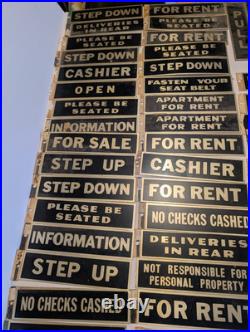 STEP DOWN
DELIVERIES
IN REAR
PLEASE BE
SEATED
STEP DOWN
CASHIER
OPEN
PLEASE BE
SEATED
INFORMATION
FOR SALE
STEP UP
STEP DOWN
PLEASE BE
SEATED
INFORMATION
STEP UP
NO CHECKS CASHED
FOR RENT
FOR RENT
PLEASE BE
SEATED
STEP DOWN
FASTEN YOUR
SEAT BELT
APARTMENT
FOR RENT
APARTMENT
FOR RENT
FOR RENT
CASHIER
FOR RENT
NO CHECKS CASHED
DELIVERIES
IN REAR
NOT RESPONSIBLE FOR
PERSONAL PROPERTY
FOR RENT